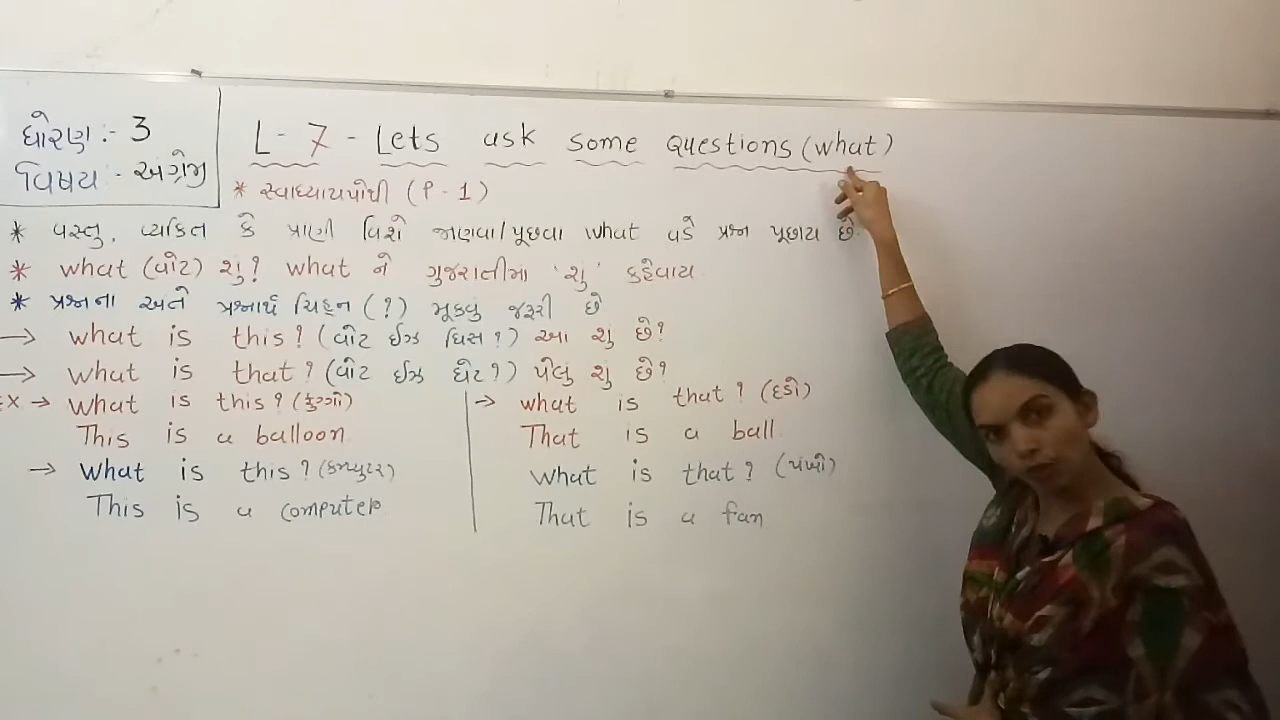 ધોરણ :- 3
વિષય - અંગ્રેજી
L - 7 - Lets ask some Questions (what)
* સ્વાધ્યાયપોથી (P - 1)
* વસ્તુ, વ્યકિત કે પ્રાણી વિશે જાણવા/પૂછવા what વડે પ્રશ્ન પૂછાય છે
* what (વોટ) શું? what ને ગુજરાતીમાં 'શું' કહેવાય
* પ્રશ્નના અંતે પ્રશ્નાર્થ ચિહ્ન (?) મૂકવું જરૂરી છે
→ what is this? (વોટ ઈઝ ધિસ?) આ શું છે?
→ what is that? (વોટ ઈઝ ધેટ?) પેલું શું છે?
Ex → What is this? (ફુગ્ગો)
This is a balloon
→ What is this? (કમ્પ્યુટર)
This is a computer
→ what is that? (દડો)
That is a ball
What is that? (પંખો)
That is a fan